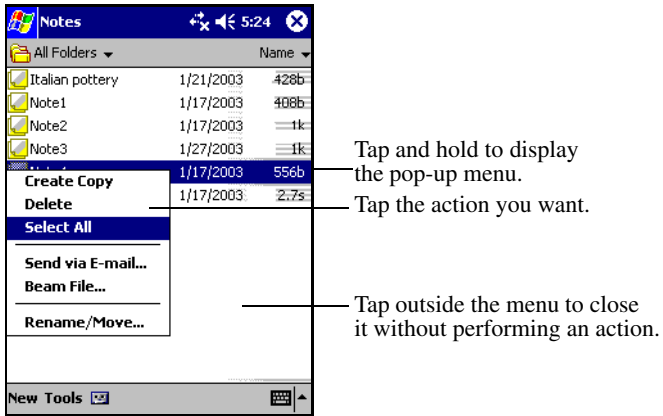 Notes 5:24
All Folders Name
Italian pottery 1/21/2003 428b
Note1 1/17/2003 408b
Note2 1/17/2003 1k
Note3 1/27/2003 1k
1/17/2003 556b
1/17/2003 2.7s
Create Copy
Delete
Select All
Send via E-mail...
Beam File...
Rename/Move...
New Tools
Tap and hold to display
the pop-up menu.
Tap the action you want.
Tap outside the menu to close
it without performing an action.